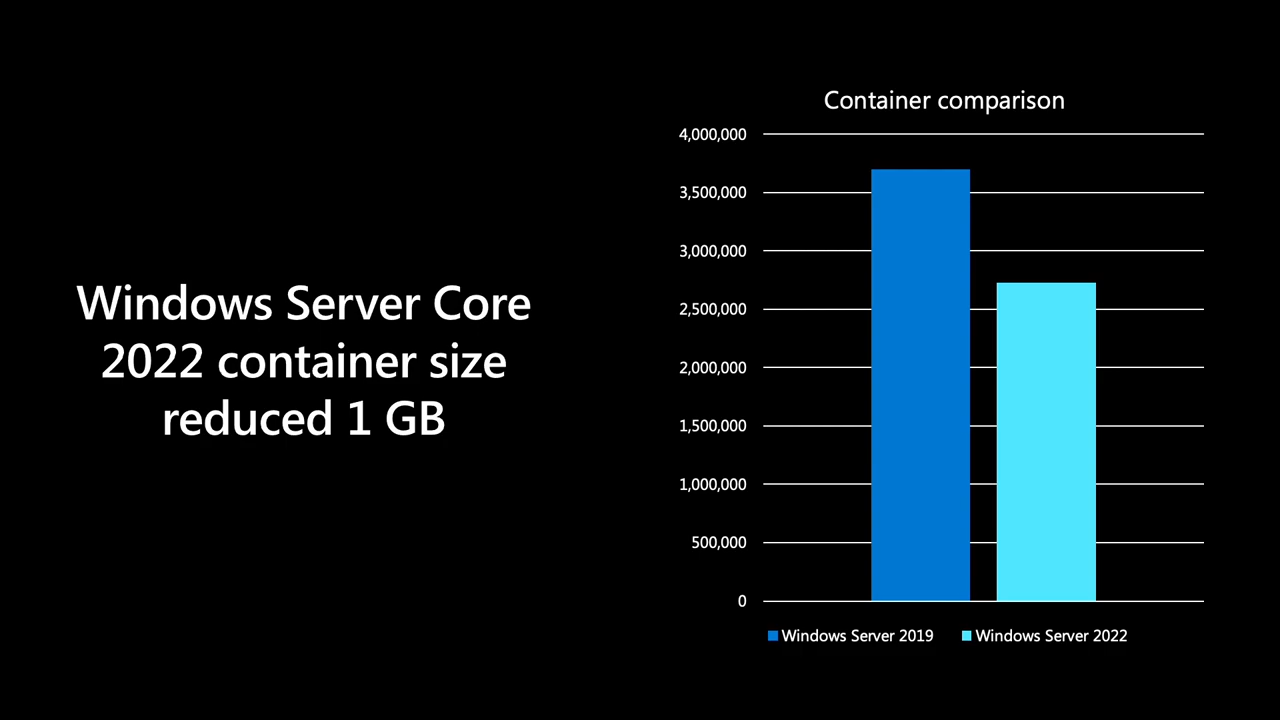 Windows Server Core
2022 container size
reduced 1 GB
Container comparison
4,000,000
3,500,000
3,000,000
2,500,000
2,000,000
1,500,000
1,000,000
500,000
0
Windows Server 2019
Windows Server 2022